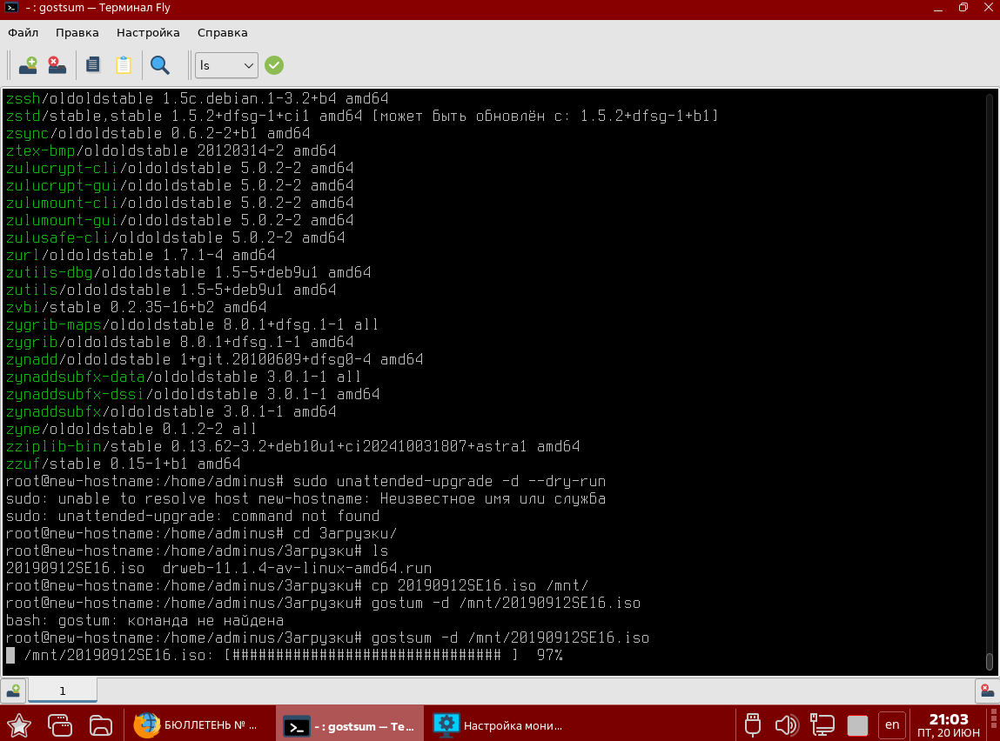 - : gostsum — Терминал Fly
Файл Правка Настройка Справка
ls
zssh/oldoldstable 1.5c.debian.1-3.2+b4 amd64
zstd/stable,stable 1.5.2+dfsg-1+ci1 amd64 [может быть обновлён с: 1.5.2+dfsg-1+b1]
zsync/oldoldstable 0.6.2-2+b1 amd64
ztex-bmp/oldoldstable 20120314-2 amd64
zulucrypt-cli/oldoldstable 5.0.2-2 amd64
zulucrypt-gui/oldoldstable 5.0.2-2 amd64
zulumount-cli/oldoldstable 5.0.2-2 amd64
zulumount-gui/oldoldstable 5.0.2-2 amd64
zulusafe-cli/oldoldstable 5.0.2-2 amd64
zurl/oldoldstable 1.7.1-4 amd64
zutils-dbg/oldoldstable 1.5-5+deb9u1 amd64
zutils/oldoldstable 1.5-5+deb9u1 amd64
zvbi/stable 0.2.35-16+b2 amd64
zygrib-maps/oldoldstable 8.0.1+dfsg.1-1 all
zygrib/oldoldstable 8.0.1+dfsg.1-1 amd64
zynadd/oldoldstable 1+git.20100609+dfsg0-4 amd64
zynaddsubfx-data/oldoldstable 3.0.1-1 all
zynaddsubfx-dssi/oldoldstable 3.0.1-1 amd64
zynaddsubfx/oldoldstable 3.0.1-1 amd64
zyne/oldoldstable 0.1.2-2 all
zziplib-bin/stable 0.13.62-3.2+deb10u1+ci202410031807+astra1 amd64
zzuf/stable 0.15-1+b1 amd64
root@new-hostname:/home/adminus# sudo unattended-upgrade -d --dry-run
sudo: unable to resolve host new-hostname: Неизвестное имя или служба
sudo: unattended-upgrade: command not found
root@new-hostname:/home/adminus# cd Загрузки/
root@new-hostname:/home/adminus/Загрузки# ls
20190912SE16.iso  drweb-11.1.4-av-linux-amd64.run
root@new-hostname:/home/adminus/Загрузки# cp 20190912SE16.iso /mnt/
root@new-hostname:/home/adminus/Загрузки# gostum -d /mnt/20190912SE16.iso
bash: gostum: команда не найдена
root@new-hostname:/home/adminus/Загрузки# gostsum -d /mnt/20190912SE16.iso
/mnt/20190912SE16.iso: [############################### ]  97%
1
БЮЛЛЕТЕНЬ № ... - : gostsum — Те... Настройка мони... en 21:03
ПТ, 20 ИЮН